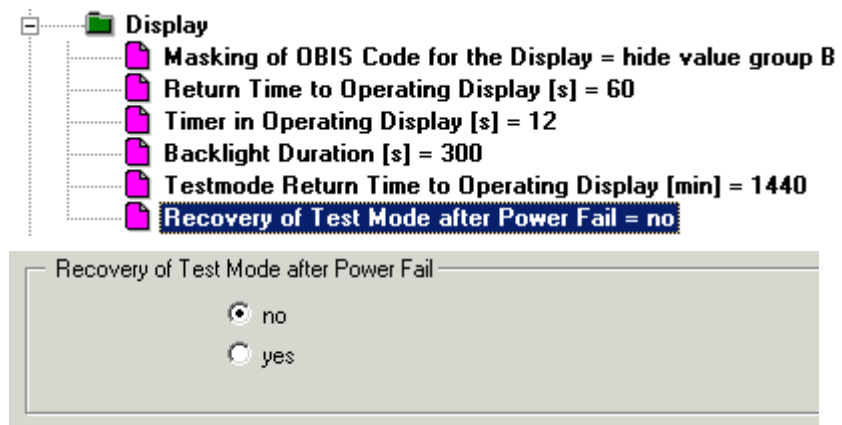 Display
Masking of OBIS Code for the Display = hide value group B
Return Time to Operating Display [s] = 60
Timer in Operating Display [s] = 12
Backlight Duration [s] = 300
Testmode Return Time to Operating Display [min] = 1440
Recovery of Test Mode after Power Fail = no
Recovery of Test Mode after Power Fail
no
yes